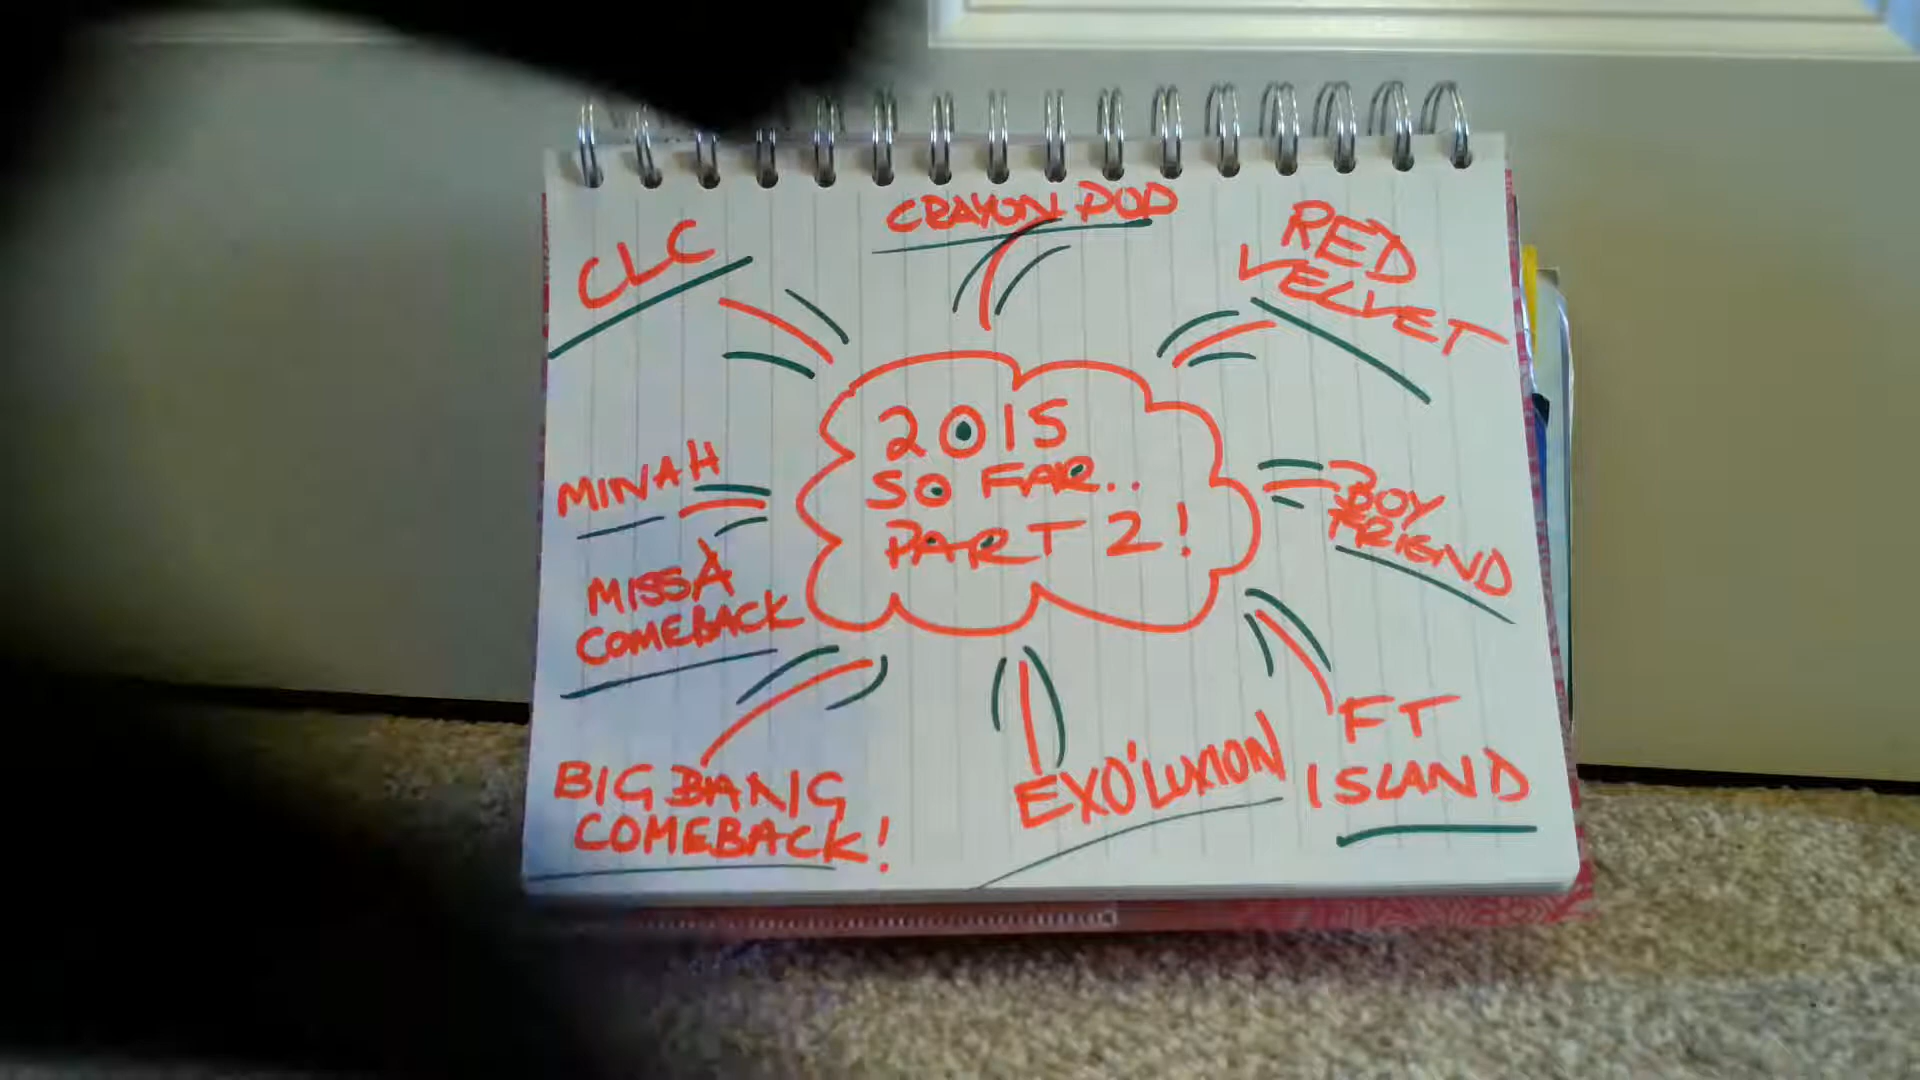 CRAYON POP
CLC
RED
VELVET
2015
SO FAR..
PART 2!
MINAH
BOY
FRIEND
MISS A
COMEBACK
FT
ISLAND
EXO'LUXION
BIG BANG
COMEBACK!